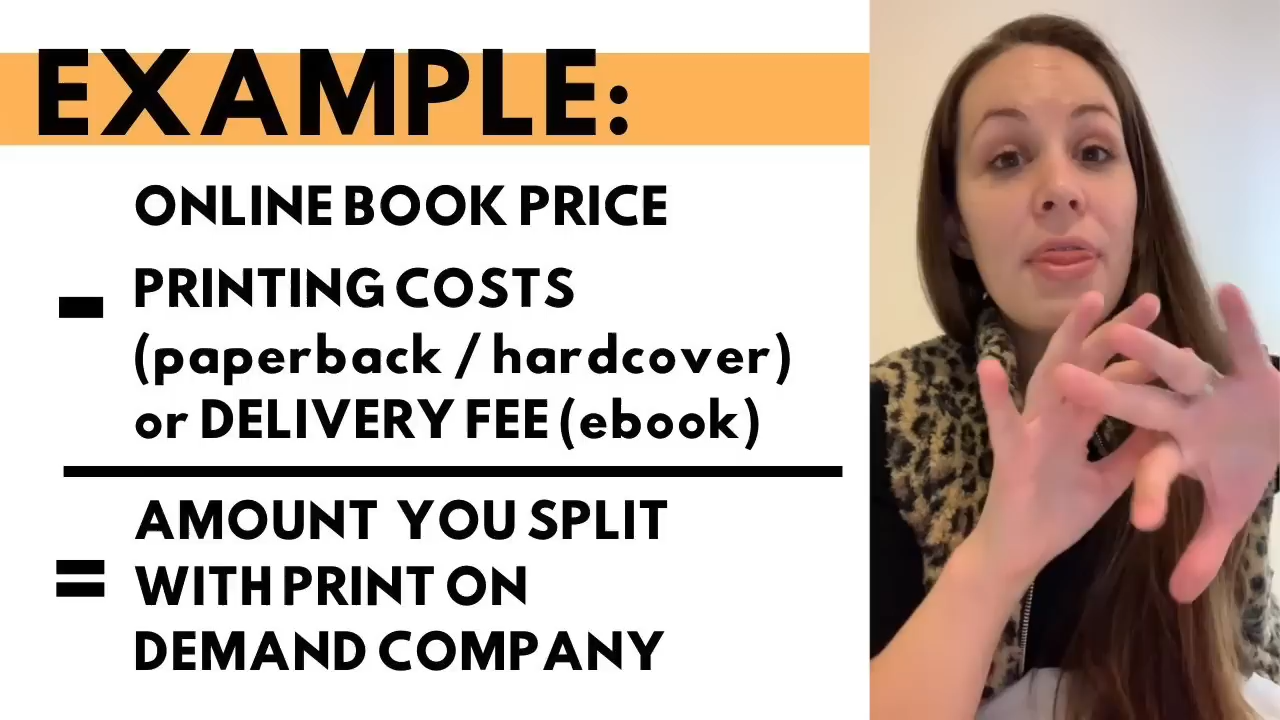 EXAMPLE:
ONLINE BOOK PRICE
- PRINTING COSTS
(paperback / hardcover)
or DELIVERY FEE (ebook)
AMOUNT YOU SPLIT
= WITH PRINT ON
DEMAND COMPANY